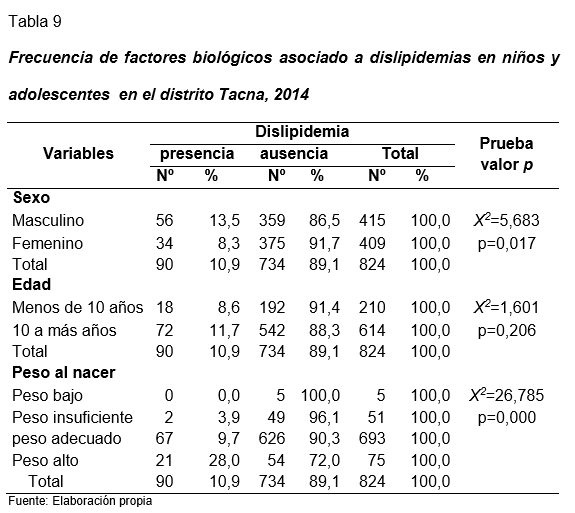 Tabla 9
Frecuencia de factores biológicos asociado a dislipidemias en niños y
adolescentes en el distrito Tacna, 2014
Variables Dislipidemia Prueba valor p
presencia ausencia Total
Nº % Nº % Nº %
Sexo
Masculino 56 13,5 359 86,5 415 100,0 X²=5,683
Femenino 34 8,3 375 91,7 409 100,0 p=0,017
Total 90 10,9 734 89,1 824 100,0
Edad
Menos de 10 años 18 8,6 192 91,4 210 100,0 X²=1,601
10 a más años 72 11,7 542 88,3 614 100,0 p=0,206
Total 90 10,9 734 89,1 824 100,0
Peso al nacer
Peso bajo 0 0,0 5 100,0 5 100,0 X²=26,785
Peso insuficiente 2 3,9 49 96,1 51 100,0 p=0,000
peso adecuado 67 9,7 626 90,3 693 100,0
Peso alto 21 28,0 54 72,0 75 100,0
Total 90 10,9 734 89,1 824 100,0
Fuente: Elaboración propia